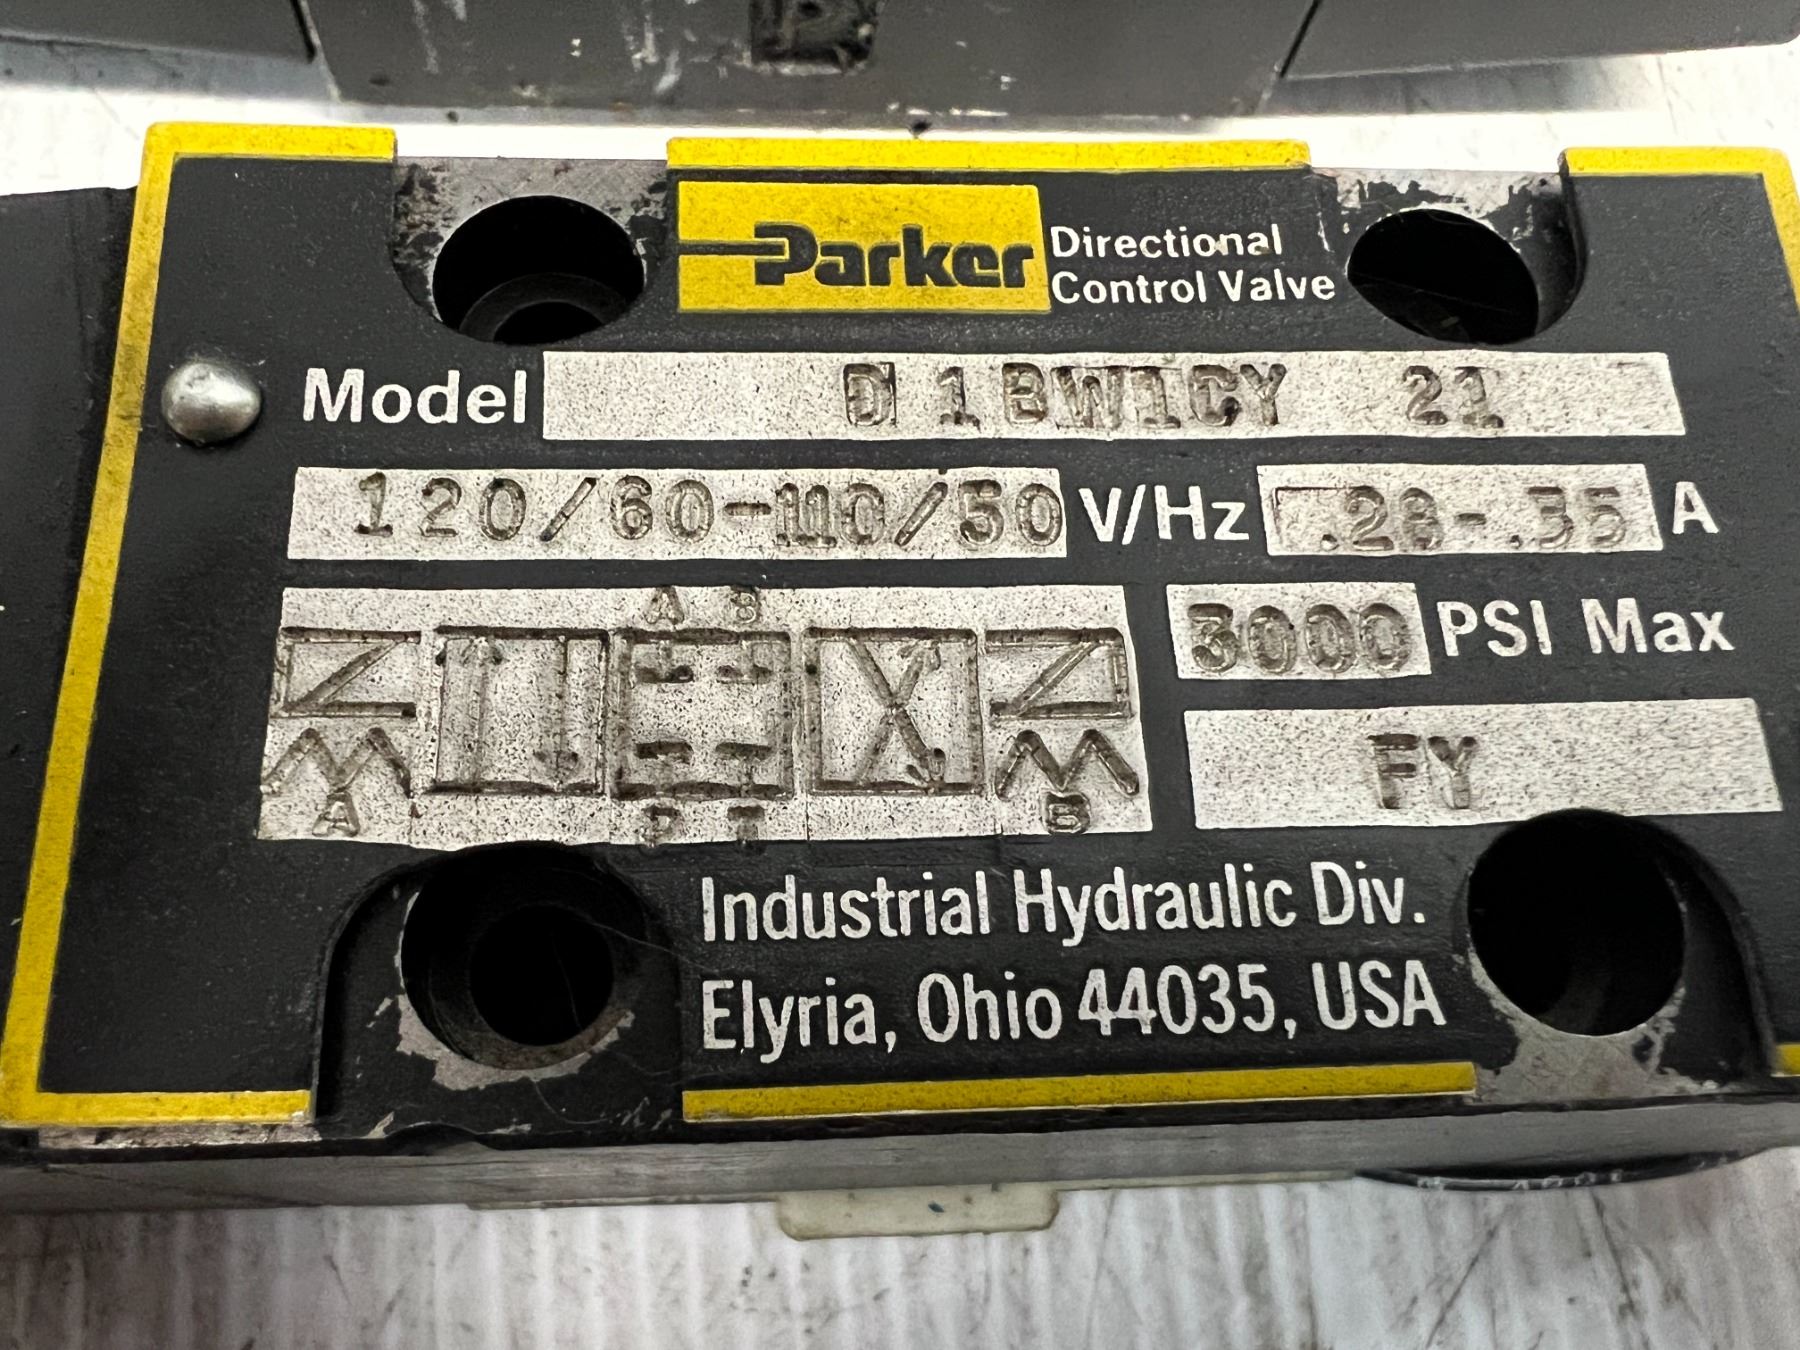 P
Parker
Directional
Control Valve
Model D1BW1CY 21
120/60-110/50 V/Hz .28-.35 A
A B
3000 PSI Max
A P T B
FY
Industrial Hydraulic Div.
Elyria, Ohio 44035, USA